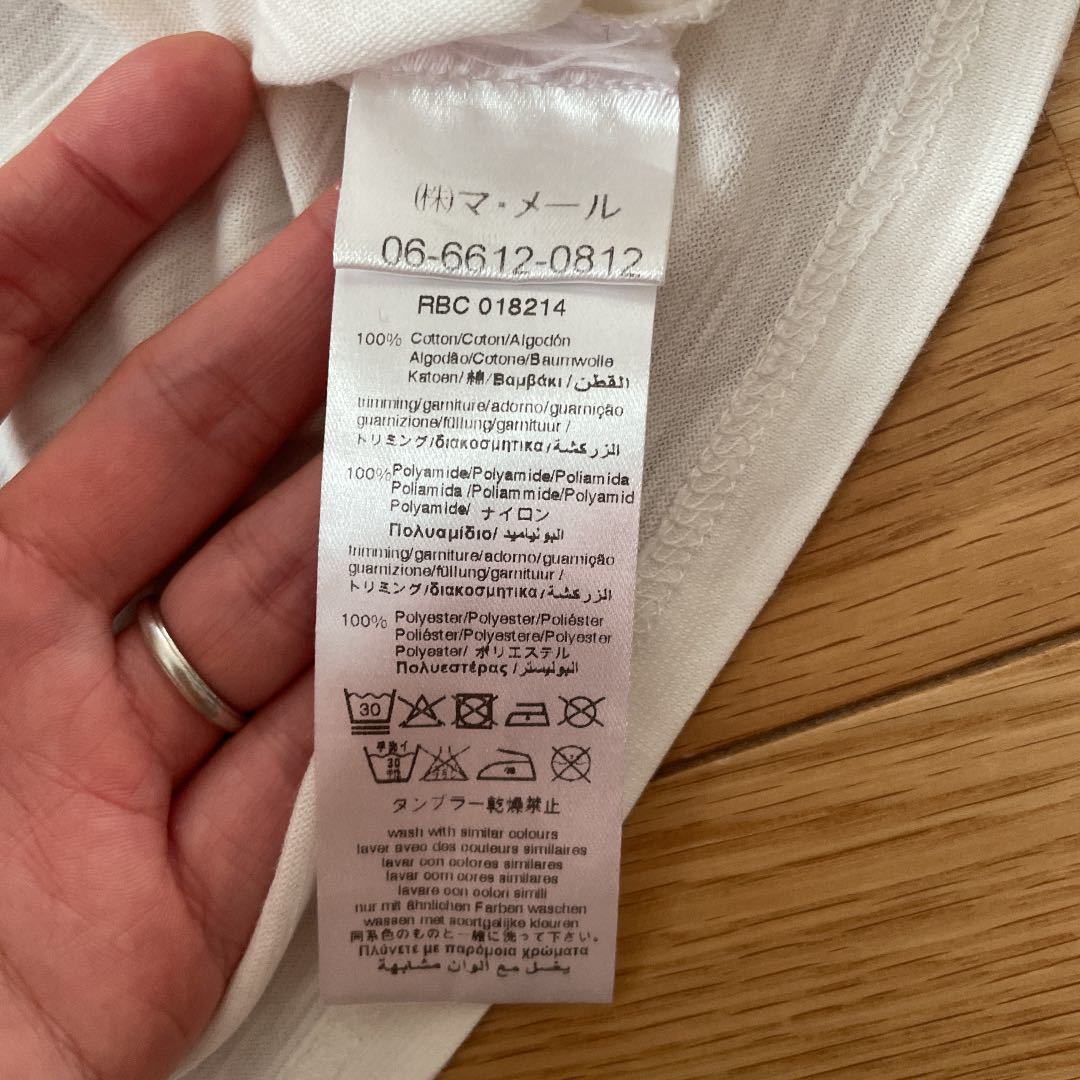 (株)マ・メール
06-6612-0812
RBC 018214
100% Cotton/Coton/Algodón
Algodão/Cotone/Baumwolle
Katoen/綿/Βαμβάκι/القطن
trimming/garniture/adorno/guarnição
guarnizione/füllung/garnituur/
トリミング/διακοσμητικα/الزركشة
100% Polyamide/Polyamide/Poliamida
Poliamida /Poliammide/Polyamid
Polyamide/ ナイロン
Πολυαμίδιο/ البولياميد
trimming/garniture/adorno/guarnição
guarnizione/füllung/garnituur/
トリミング/διακοσμητικα/الزركشة
100% Polyester/Polyester/Poliéster
Poliéster/Polyestere/Polyester
Polyester/ ポリエステル
Πολυεστέρας /البوليستر
30
30
タンブラー乾燥禁止
wash with similar colours
laver avec des couleurs similaires
lavar con colores similares
lavar com cores similares
lavare con colori simili
nur mit ähnlichen Farben waschen
wassen met soortgelijke kleuren
同系色のものと一緒に洗って下さい。
Πλύνετε με παρόμοια χρώματα
يغسل مع ألوان مشابهة